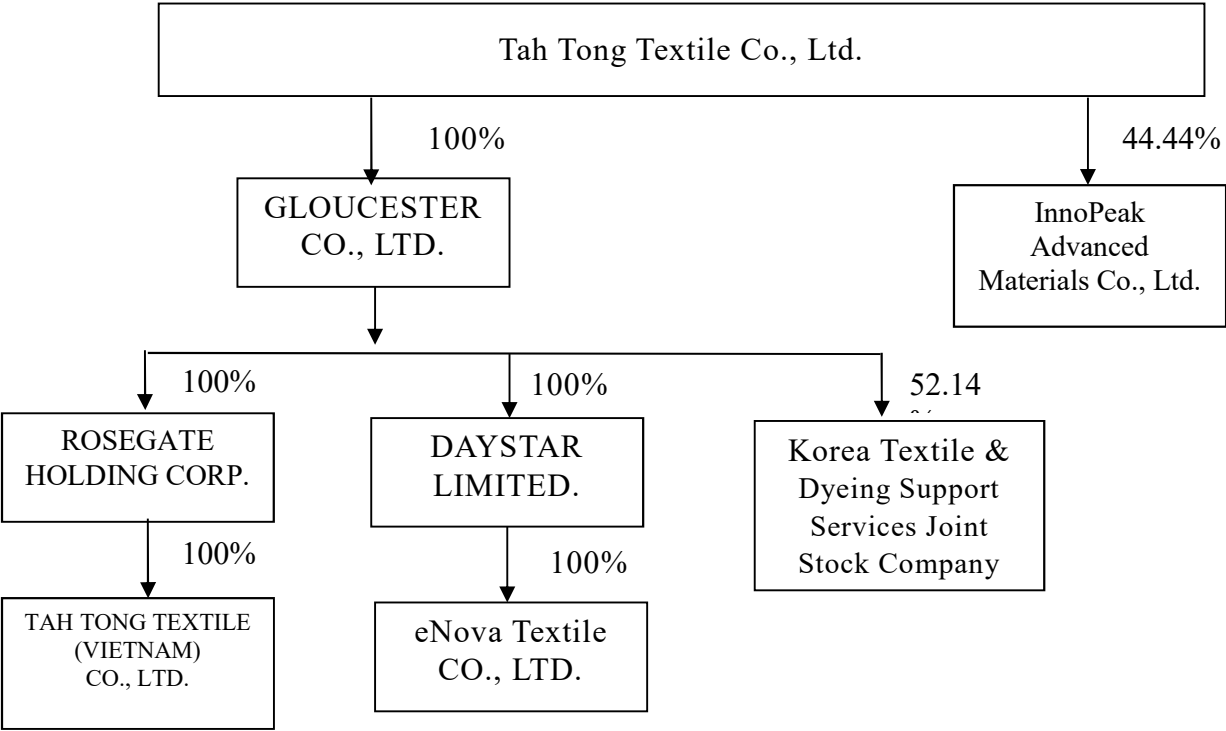 Tah Tong Textile Co., Ltd.
100%
44.44%
GLOUCESTER
CO., LTD.
InnoPeak
Advanced
Materials Co., Ltd.
100%
100%
52.14
%
ROSEGATE
HOLDING CORP.
DAYSTAR
LIMITED.
Korea Textile &
Dyeing Support
Services Joint
Stock Company
100%
100%
TAH TONG TEXTILE
(VIETNAM)
CO., LTD.
eNova Textile
CO., LTD.